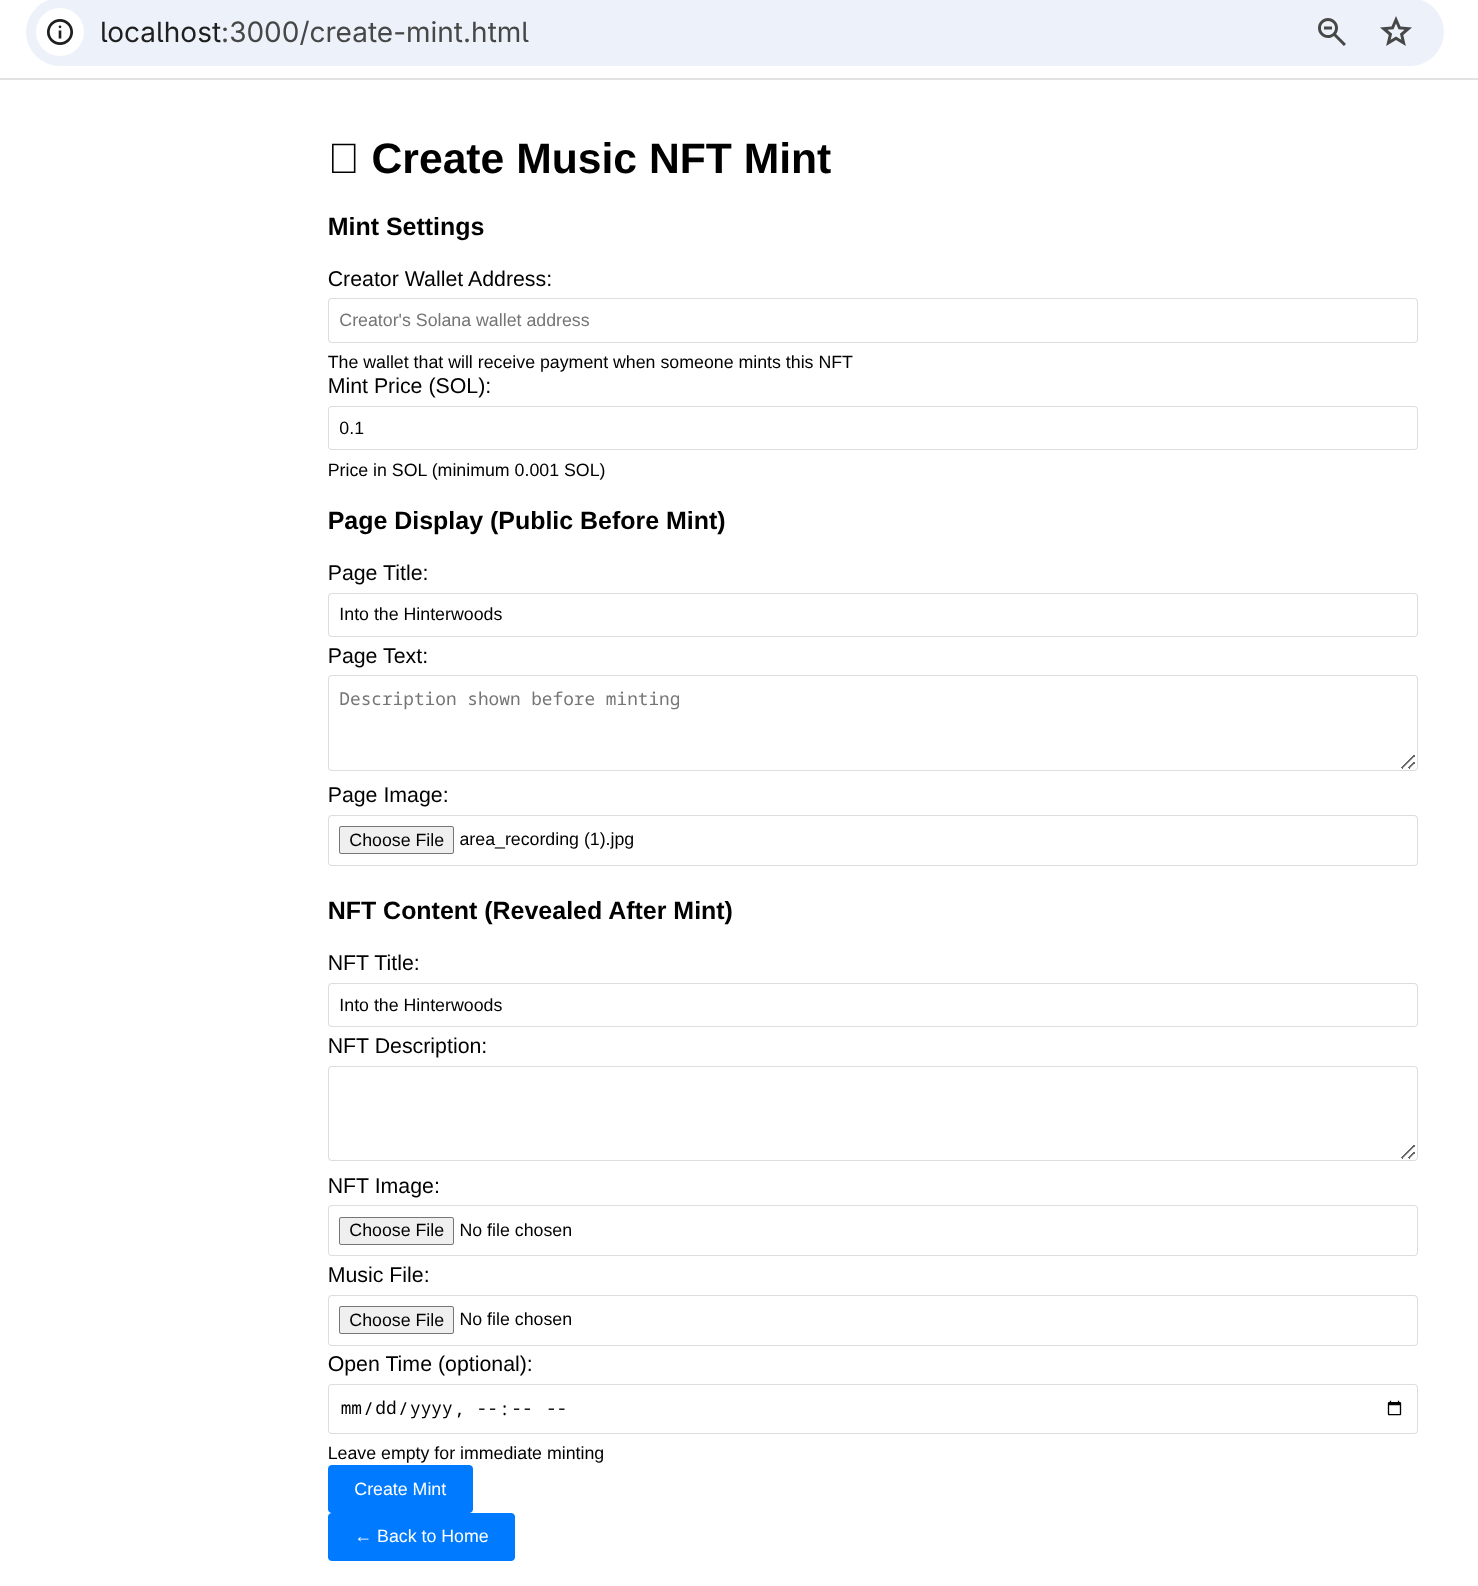 localhost:3000/create-mint.html
Create Music NFT Mint
Mint Settings
Creator Wallet Address:
Creator's Solana wallet address
The wallet that will receive payment when someone mints this NFT
Mint Price (SOL):
0.1
Price in SOL (minimum 0.001 SOL)
Page Display (Public Before Mint)
Page Title:
Into the Hinterwoods
Page Text:
Description shown before minting
Page Image:
Choose File area_recording (1).jpg
NFT Content (Revealed After Mint)
NFT Title:
Into the Hinterwoods
NFT Description:
NFT Image:
Choose File No file chosen
Music File:
Choose File No file chosen
Open Time (optional):
mm/dd/yyyy, --:-- --
Leave empty for immediate minting
Create Mint
← Back to Home